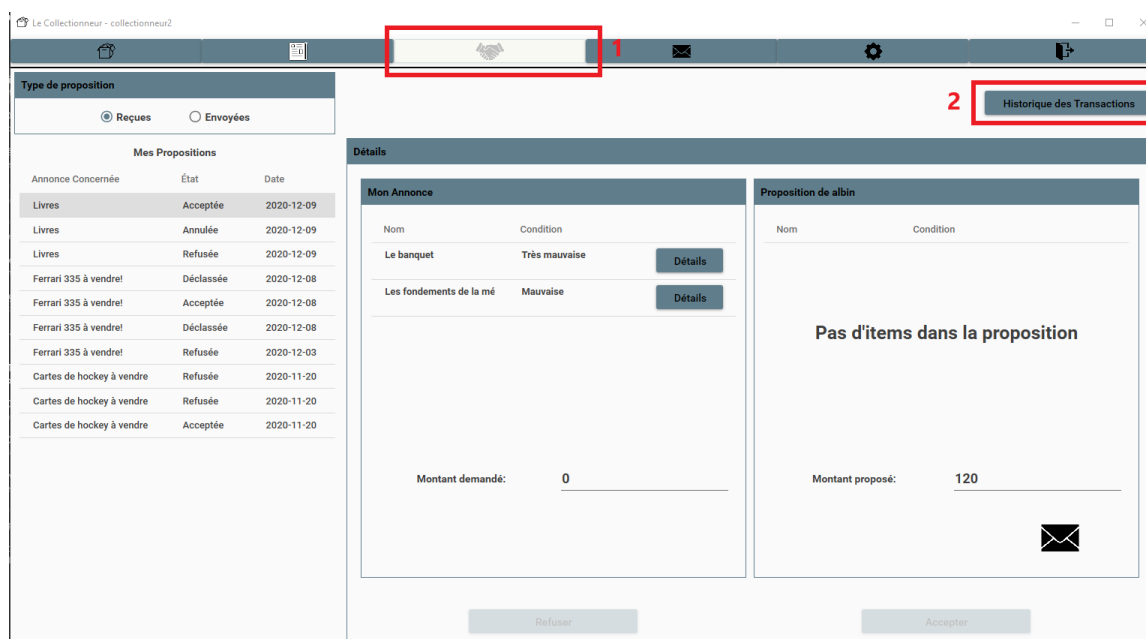 Le Collectionneur - collectionneur2
1
Type de proposition
Reçues Envoyées
2
Historique des Transactions
Mes Propositions
Annonce Concernée État Date
Livres Acceptée 2020-12-09
Livres Annulée 2020-12-09
Livres Refusée 2020-12-09
Ferrari 335 à vendre! Déclassée 2020-12-08
Ferrari 335 à vendre! Acceptée 2020-12-08
Ferrari 335 à vendre! Déclassée 2020-12-08
Ferrari 335 à vendre! Refusée 2020-12-03
Cartes de hockey à vendre Refusée 2020-11-20
Cartes de hockey à vendre Refusée 2020-11-20
Cartes de hockey à vendre Acceptée 2020-11-20
Détails
Mon Annonce
Nom Condition
Le banquet Très mauvaise Détails
Les fondements de la mé Mauvaise Détails
Montant demandé: 0
Refuser
Proposition de albin
Nom Condition
Pas d'items dans la proposition
Montant proposé: 120
Accepter